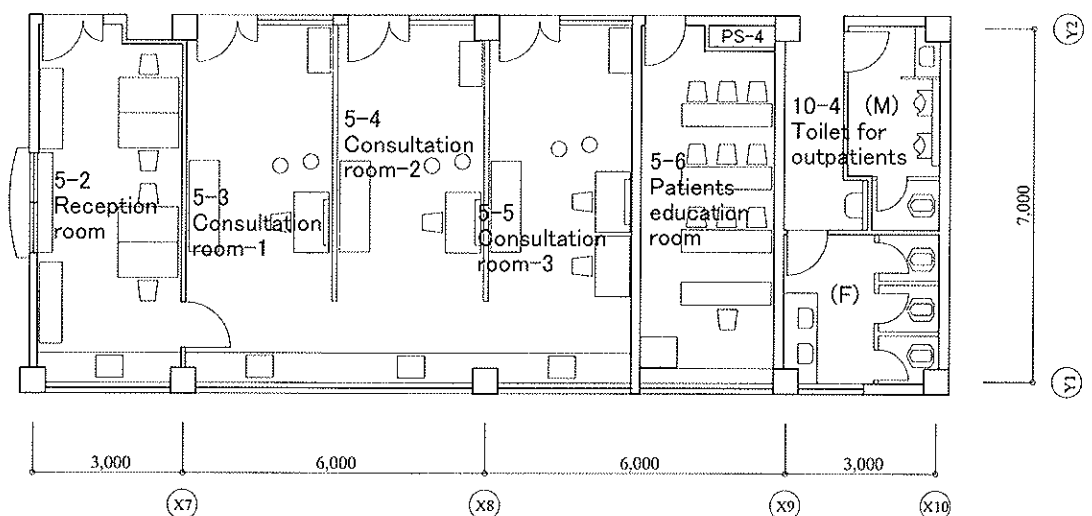 PS-4
Y2
5-2
Reception
room
5-3
Consultation
room-1
5-4
Consultation
room-2
5-5
Consultation
room-3
5-6
Patients
education
room
10-4
Toilet for
outpatients
(M)
(F)
7,000
Y1
3,000
6,000
6,000
3,000
X7
X8
X9
X10